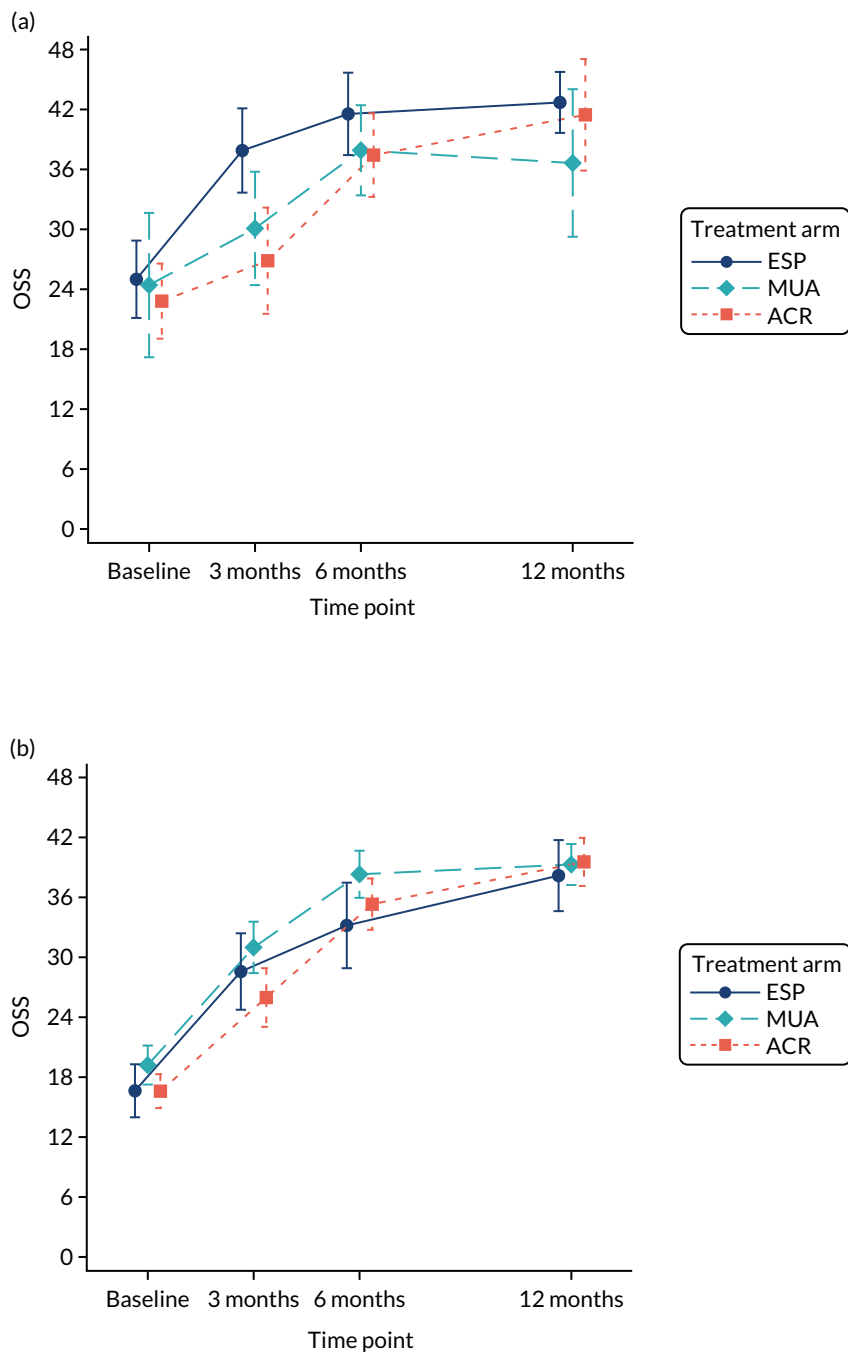 (a)
48
42
36
30
24
18
12
6
0
OSS
Baseline 3 months 6 months 12 months
Time point
Treatment arm
ESP
MUA
ACR
(b)
48
42
36
30
24
18
12
6
0
OSS
Baseline 3 months 6 months 12 months
Time point
Treatment arm
ESP
MUA
ACR